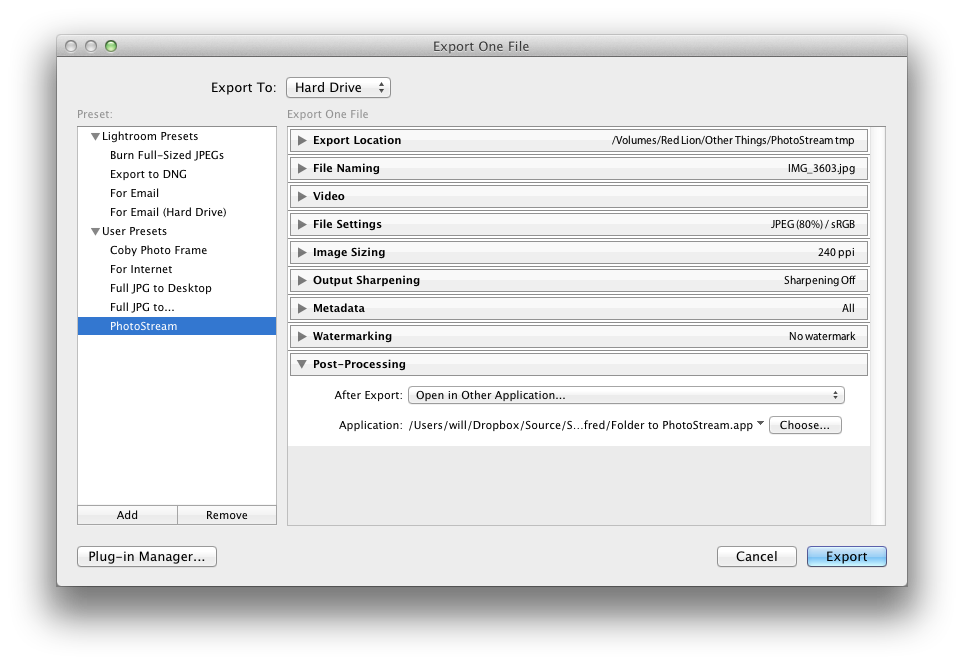 Export One File
Export To: Hard Drive
Preset:
Lightroom Presets
Burn Full-Sized JPEGs
Export to DNG
For Email
For Email (Hard Drive)
User Presets
Coby Photo Frame
For Internet
Full JPG to Desktop
Full JPG to...
PhotoStream
Add Remove
Export One File
Export Location /Volumes/Red Lion/Other Things/PhotoStream tmp
File Naming IMG_3603.jpg
Video
File Settings JPEG (80%) / sRGB
Image Sizing 240 ppi
Output Sharpening Sharpening Off
Metadata All
Watermarking No watermark
Post-Processing
After Export: Open in Other Application...
Application: /Users/will/Dropbox/Source/S...fred/Folder to PhotoStream.app Choose...
Plug-in Manager... Cancel Export